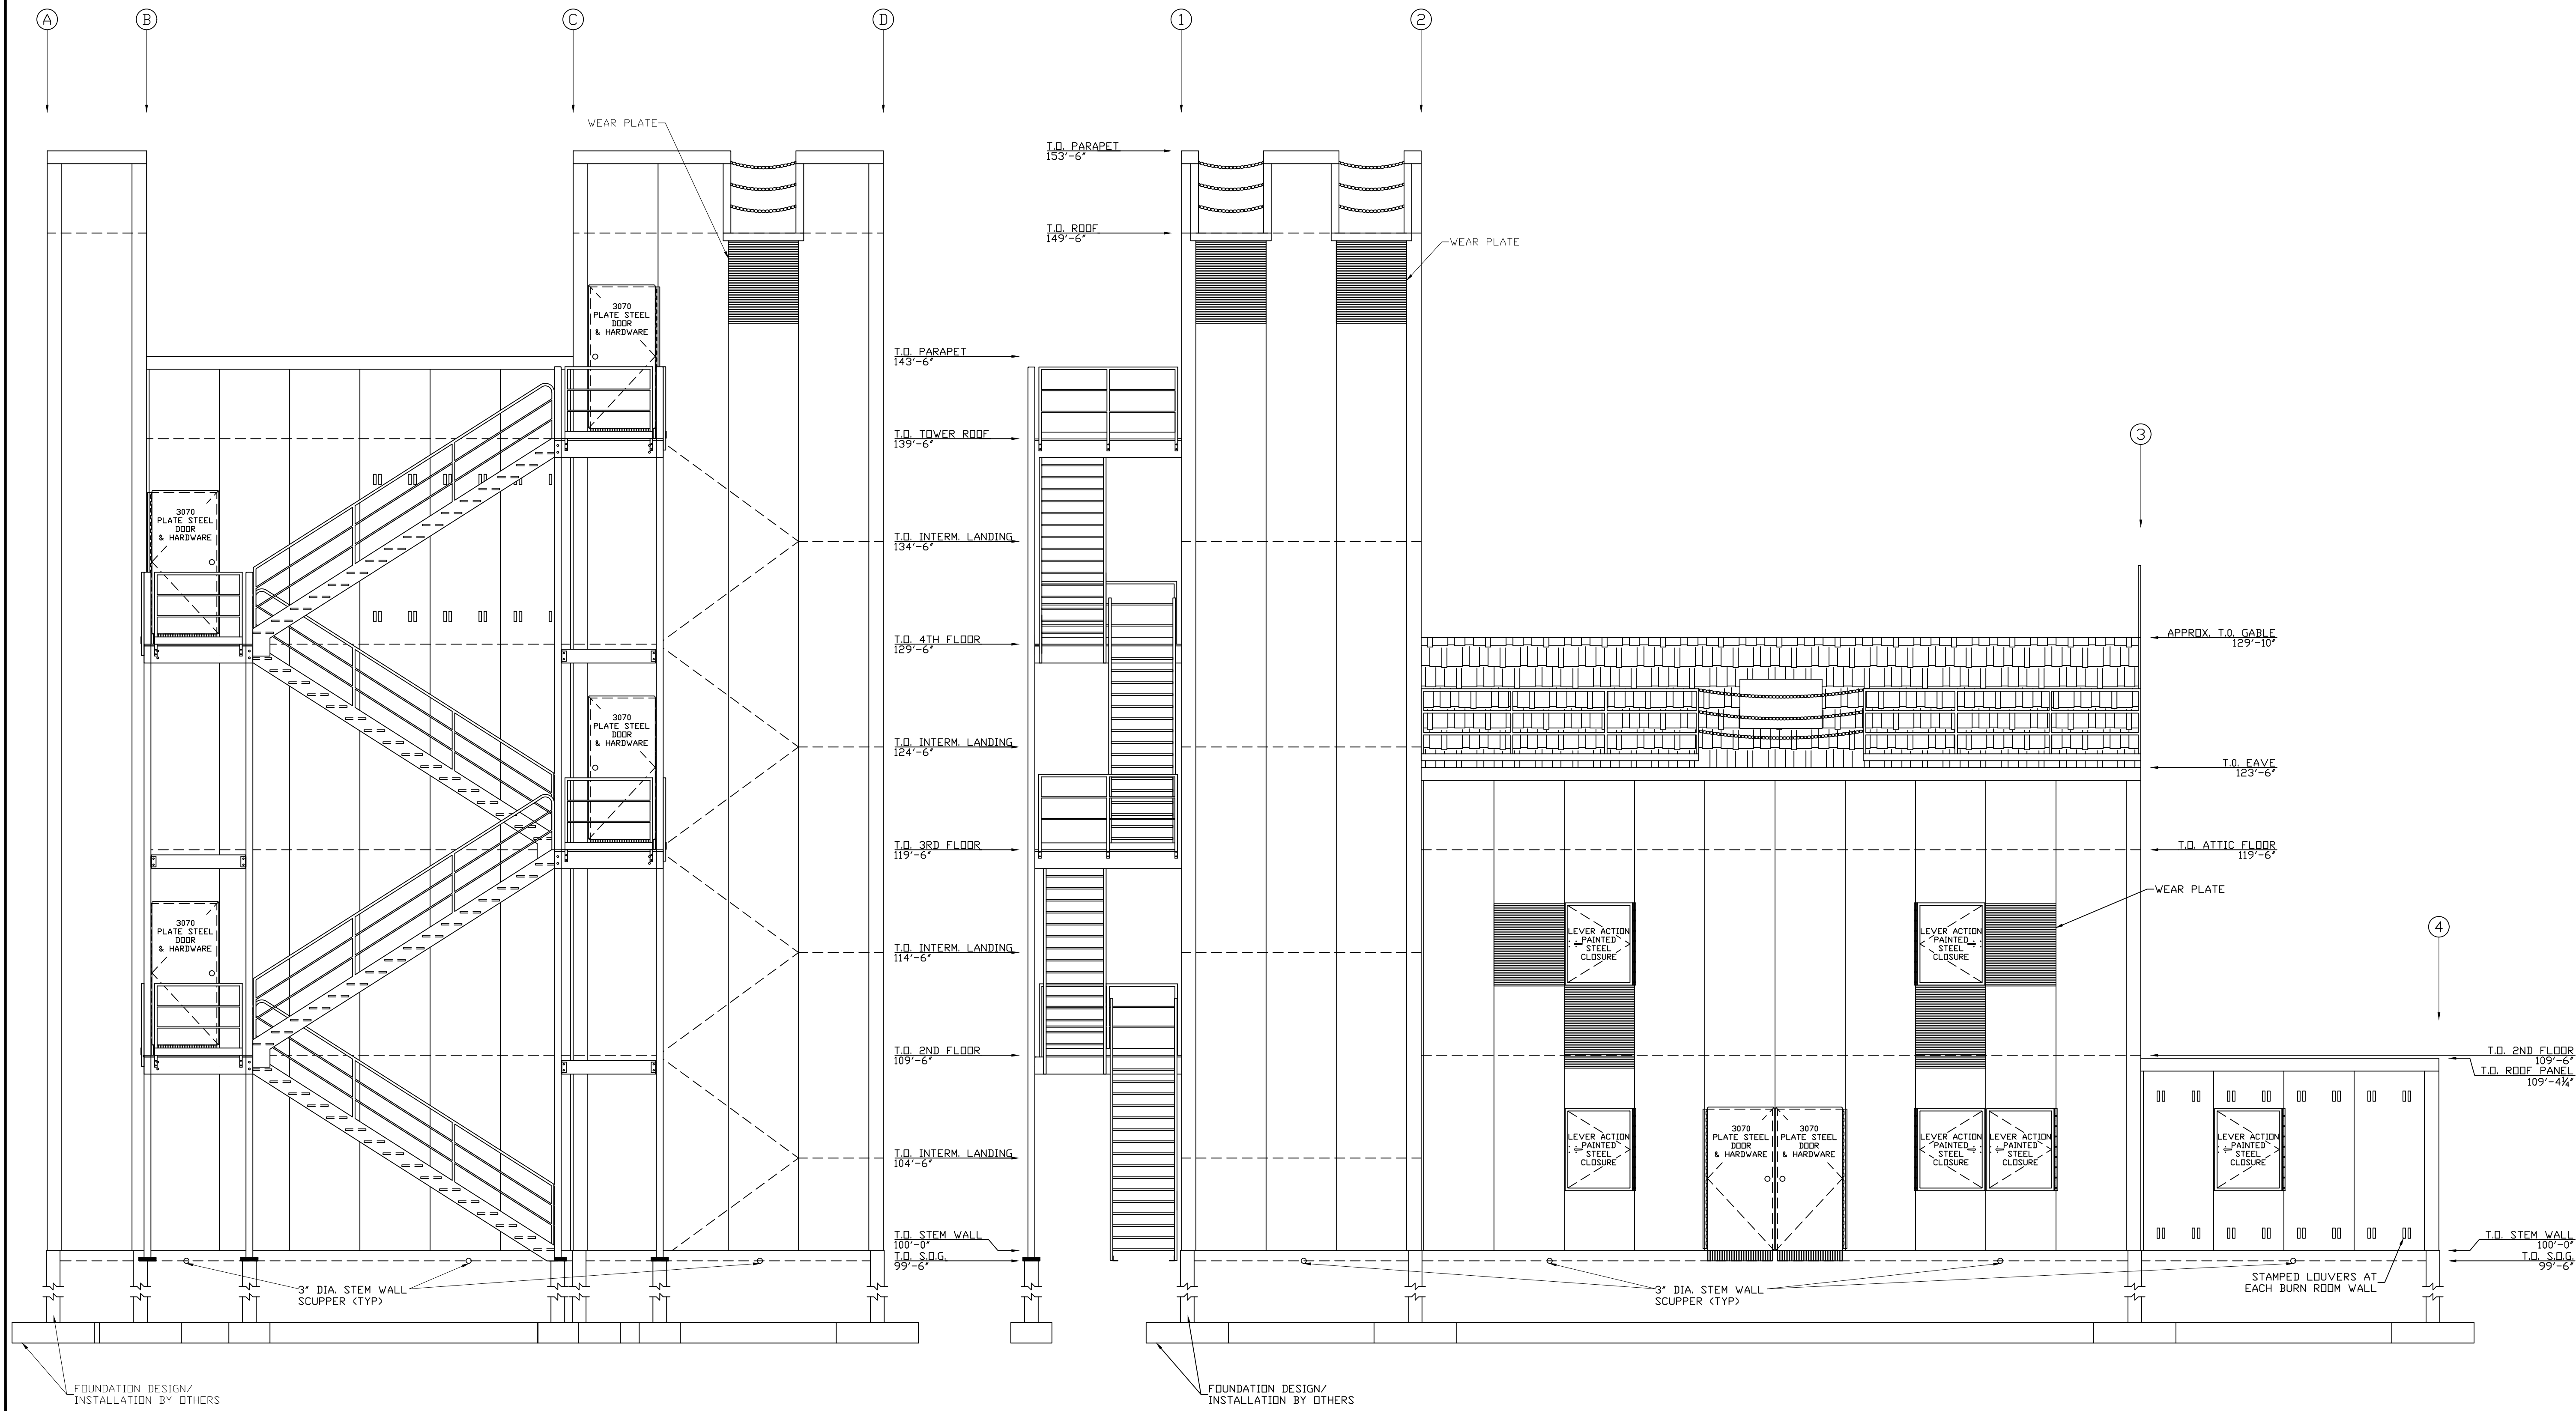 A
B
C
D
1
2
WEAR PLATE
T.O. PARAPET
153'-6"
T.O. ROOF
149'-6"
WEAR PLATE
3070
PLATE STEEL
DOOR
& HARDWARE
T.O. PARAPET
143'-6"
T.O. TOWER ROOF
139'-6"
3
3070
PLATE STEEL
DOOR
& HARDWARE
T.O. INTERM. LANDING
134'-6"
T.O. 4TH FLOOR
129'-6"
APPROX. T.O. GABLE
129'-10"
3070
PLATE STEEL
DOOR
& HARDWARE
T.O. INTERM. LANDING
124'-6"
T.O. EAVE
123'-6"
T.O. 3RD FLOOR
119'-6"
T.O. ATTIC FLOOR
119'-6"
WEAR PLATE
3070
PLATE STEEL
DOOR
& HARDWARE
T.O. INTERM. LANDING
114'-6"
LEVER ACTION
PAINTED
STEEL
CLOSURE
LEVER ACTION
PAINTED
STEEL
CLOSURE
4
T.O. 2ND FLOOR
109'-6"
T.O. 2ND FLOOR
109'-6"
T.O. ROOF PANEL
109'-4¼"
T.O. INTERM. LANDING
104'-6"
LEVER ACTION
PAINTED
STEEL
CLOSURE
3070
PLATE STEEL
DOOR
& HARDWARE
3070
PLATE STEEL
DOOR
& HARDWARE
LEVER ACTION
PAINTED
STEEL
CLOSURE
LEVER ACTION
PAINTED
STEEL
CLOSURE
LEVER ACTION
PAINTED
STEEL
CLOSURE
T.O. STEM WALL
100'-0"
T.O. S.O.G.
99'-6"
T.O. STEM WALL
100'-0"
T.O. S.O.G.
99'-6"
3" DIA. STEM WALL
SCUPPER (TYP)
3" DIA. STEM WALL
SCUPPER (TYP)
STAMPED LOUVERS AT
EACH BURN ROOM WALL
FOUNDATION DESIGN/
INSTALLATION BY OTHERS
FOUNDATION DESIGN/
INSTALLATION BY OTHERS